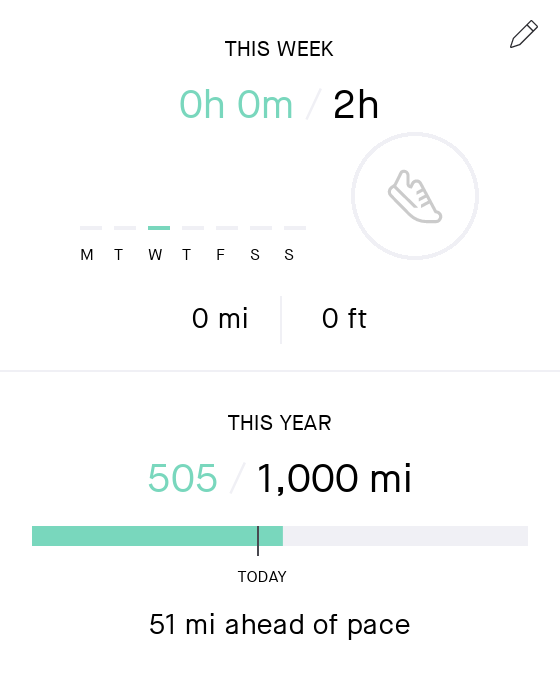 THIS WEEK
0h 0m / 2h
M T W T F S S
0 mi | 0 ft
THIS YEAR
505 / 1,000 mi
TODAY
51 mi ahead of pace